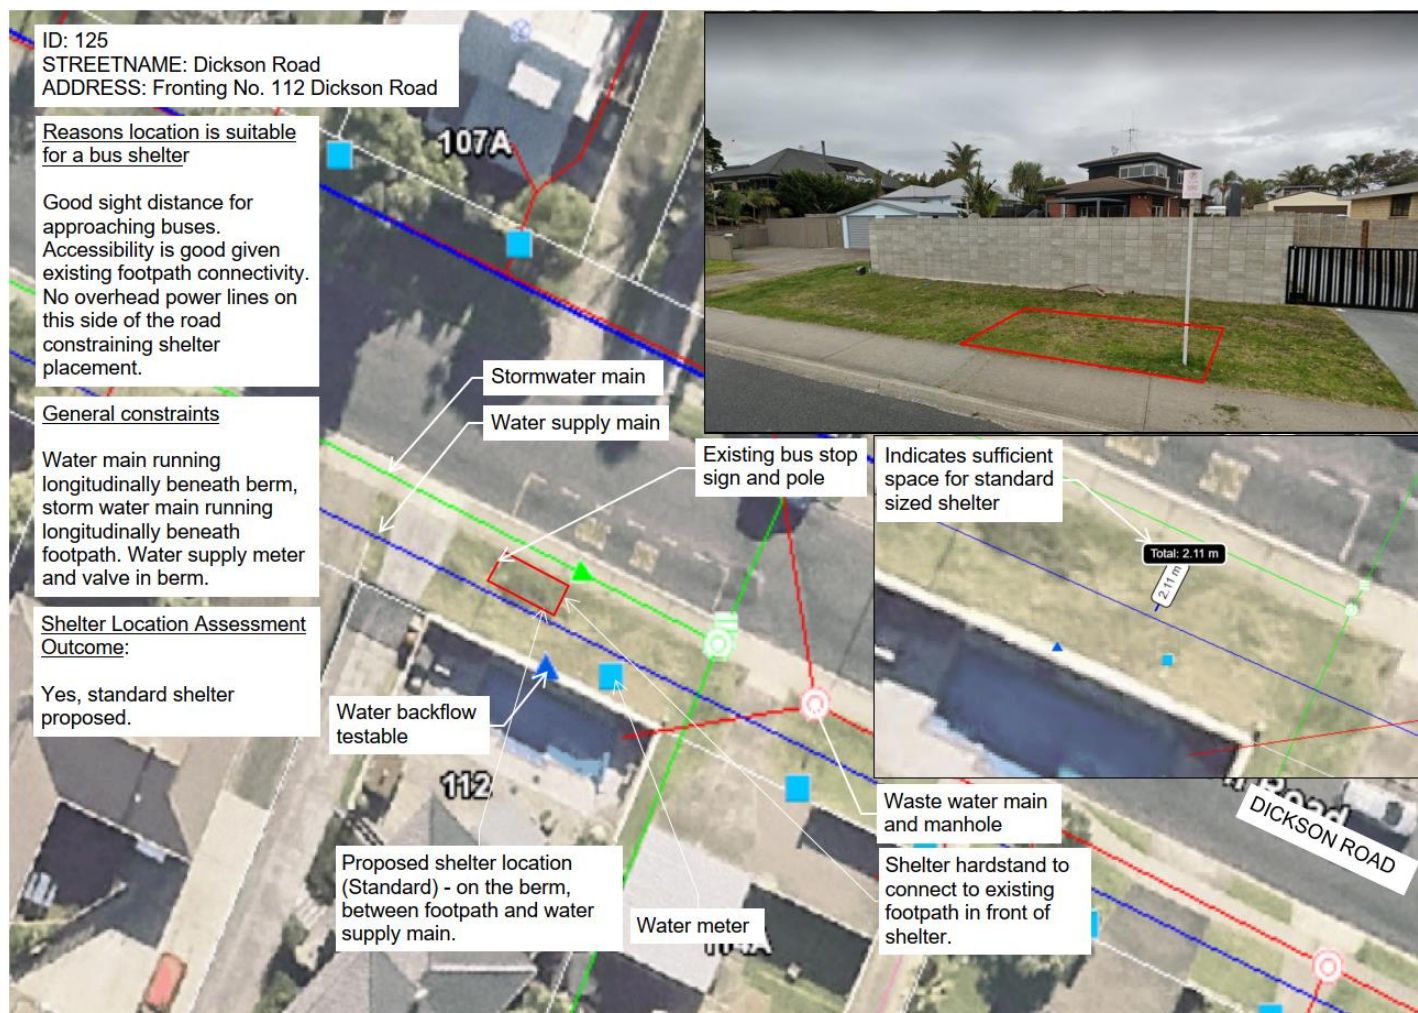 ID: 125
STREETNAME: Dickson Road
ADDRESS: Fronting No. 112 Dickson Road
Reasons location is suitable
for a bus shelter
Good sight distance for
approaching buses.
Accessibility is good given
existing footpath connectivity.
No overhead power lines on
this side of the road
constraining shelter
placement.
General constraints
Water main running
longitudinally beneath berm,
storm water main running
longitudinally beneath
footpath. Water supply meter
and valve in berm.
Shelter Location Assessment
Outcome:
Yes, standard shelter
proposed.
107A
Stormwater main
Water supply main
Existing bus stop
sign and pole
Indicates sufficient
space for standard
sized shelter
Total: 2.11 m
2.11 m
Water backflow
testable
112
Proposed shelter location
(Standard) - on the berm,
between footpath and water
supply main.
Water meter
Waste water main
and manhole
Shelter hardstand to
connect to existing
footpath in front of
shelter.
DICKSON ROAD